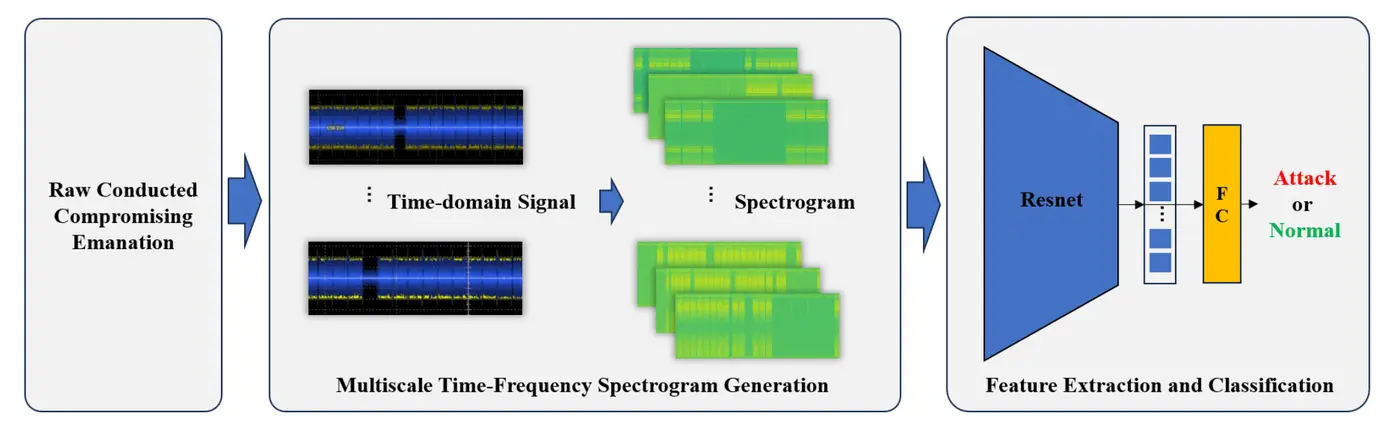 Raw Conducted
Compromising
Emanation
Time-domain Signal
Spectrogram
Multiscale Time-Frequency Spectrogram Generation
Resnet
F
C
Attack
or
Normal
Feature Extraction and Classification